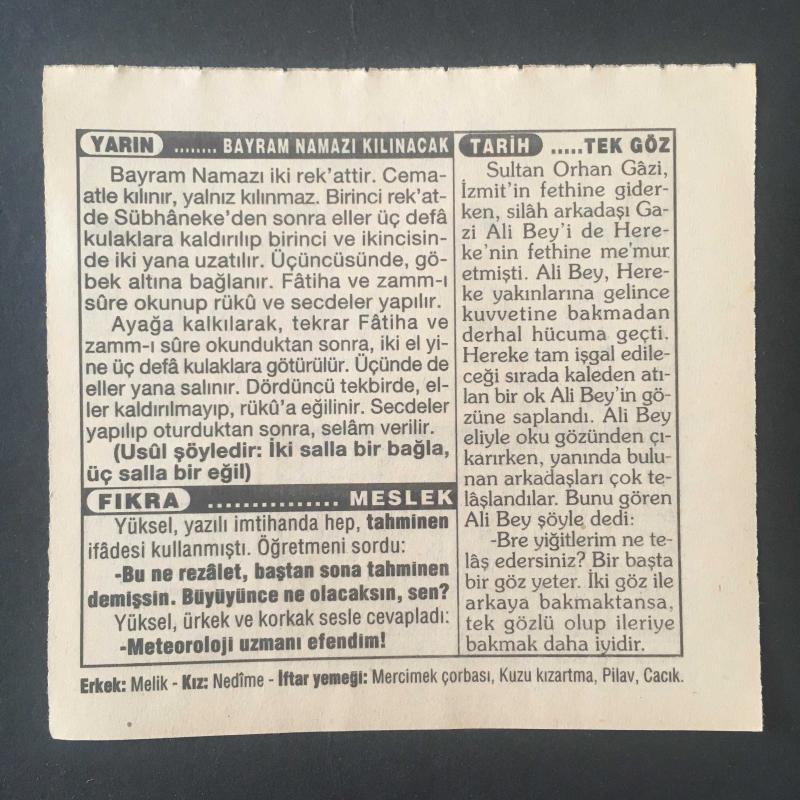 YARIN ........ BAYRAM NAMAZI KILINACAK
Bayram Namazı iki rek'attir. Cema-
atle kılınır, yalnız kılınmaz. Birinci rek'at-
de Sübhâneke'den sonra eller üç defâ
kulaklara kaldırılıp birinci ve ikincisin-
de iki yana uzatılır. Üçüncüsünde, gö-
bek altına bağlanır. Fâtiha ve zamm-ı
sûre okunup rükû ve secdeler yapılır.
Ayağa kalkılarak, tekrar Fâtiha ve
zamm-ı sûre okunduktan sonra, iki el yi-
ne üç defâ kulaklara götürülür. Üçünde de
eller yana salınır. Dördüncü tekbirde, el-
ler kaldırılmayıp, rükû'a eğilinir. Secdeler
yapılıp oturduktan sonra, selâm verilir.
(Usûl şöyledir: İki salla bir bağla,
üç salla bir eğil)
FIKRA ................ MESLEK
Yüksel, yazılı imtihanda hep, tahminen
ifâdesi kullanmıştı. Öğretmeni sordu:
-Bu ne rezâlet, baştan sona tahminen
demişsin. Büyüyünce ne olacaksın, sen?
Yüksel, ürkek ve korkak sesle cevapladı:
-Meteoroloji uzmanı efendim!
TARİH .....TEK GÖZ
Sultan Orhan Gâzi,
İzmit'in fethine gider-
ken, silâh arkadaşı Ga-
zi Ali Bey'i de Here-
ke'nin fethine me'mur
etmişti. Ali Bey, Here-
ke yakınlarına gelince
kuvvetine bakmadan
derhal hücuma geçti.
Hereke tam işgal edile-
ceği sırada kaleden atı-
lan bir ok Ali Bey'in gö-
züne saplandı. Ali Bey
eliyle oku gözünden çı-
karırken, yanında bulu-
nan arkadaşları çok te-
lâşlandılar. Bunu gören
Ali Bey şöyle dedi:
-Bre yiğitlerim ne te-
lâş edersiniz? Bir başta
bir göz yeter. İki göz ile
arkaya bakmaktansa,
tek gözlü olup ileriye
bakmak daha iyidir.
Erkek: Melik - Kız: Nedîme - İftar yemeği: Mercimek çorbası, Kuzu kızartma, Pilav, Cacık.